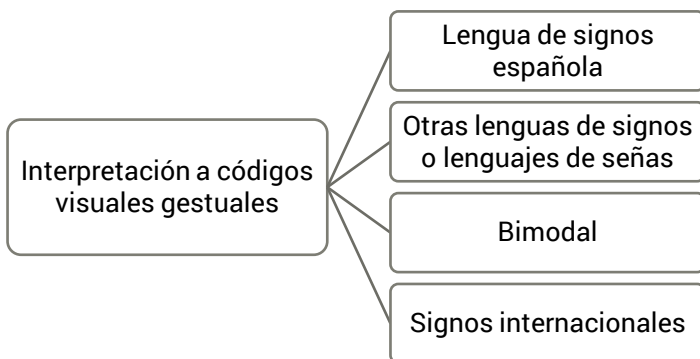 Interpretación a códigos
visuales gestuales
Lengua de signos
española
Otras lenguas de signos
o lenguajes de señas
Bimodal
Signos internacionales